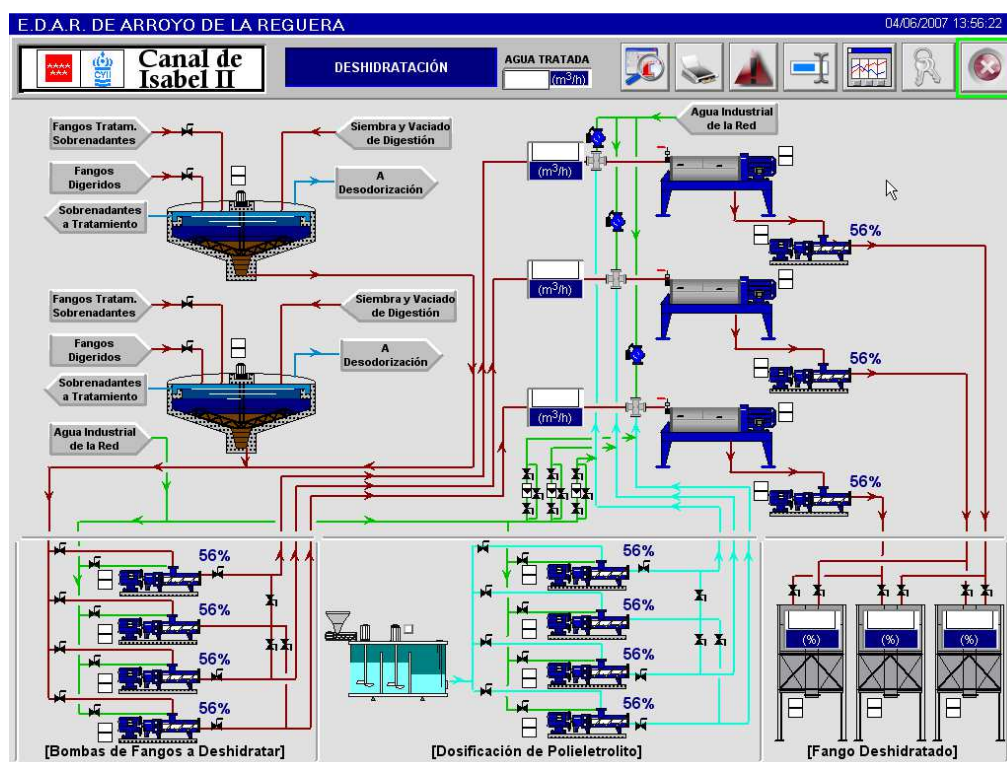 E.D.A.R. DE ARROYO DE LA REGUERA
04/06/2007 13:56:22
Canal de
Isabel II
CYII
DESHIDRATACIÓN
AGUA TRATADA
(m3/h)
Fangos Tratam.
Sobrenadantes
Siembra y Vaciado
de Digestión
Fangos
Digeridos
A
Desodorización
Sobrenadantes
a Tratamiento
Agua Industrial
de la Red
(m3/h)
56%
Fangos Tratam.
Sobrenadantes
Siembra y Vaciado
de Digestión
Fangos
Digeridos
A
Desodorización
Sobrenadantes
a Tratamiento
(m3/h)
56%
Agua Industrial
de la Red
(m3/h)
56%
56%
56%
56%
56%
[Bombas de Fangos a Deshidratar]
56%
56%
56%
56%
[Dosificación de Polieletrolito]
(%)
(%)
(%)
[Fango Deshidratado]